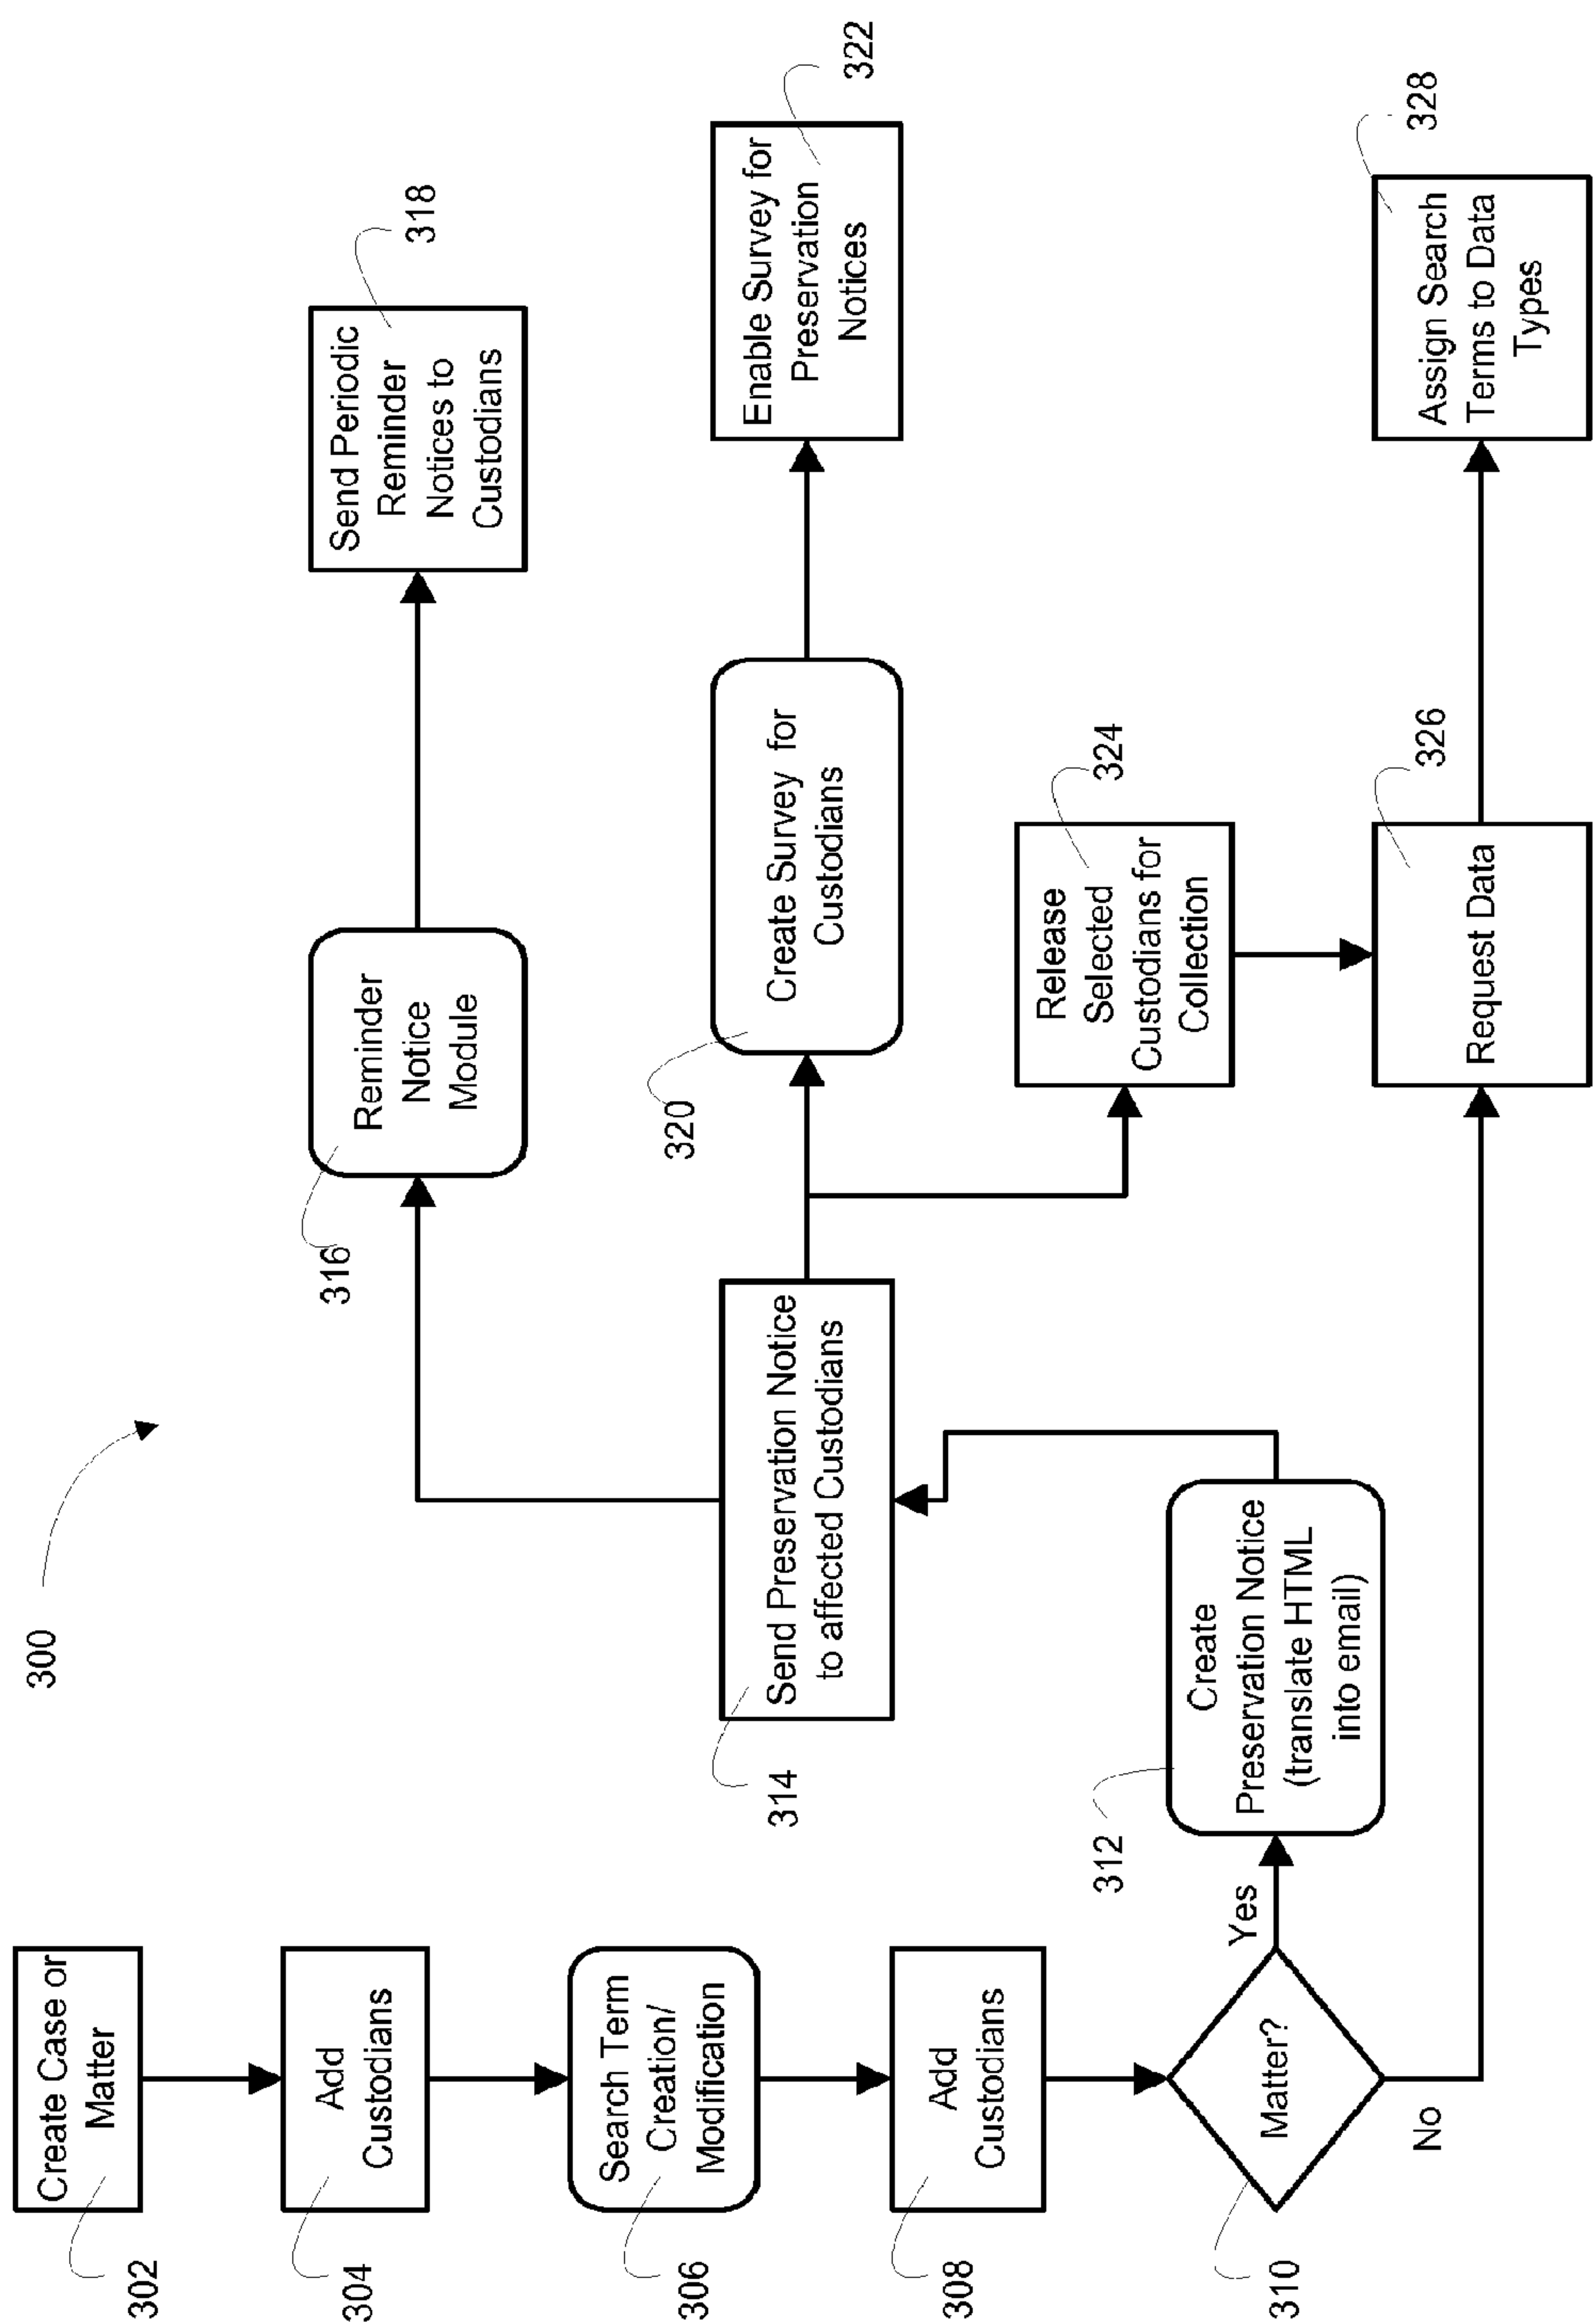 300
Create Case or
Matter
302
Add
Custodians
304
Search Term
Creation/
Modification
306
Add
Custodians
308
Matter?
310
Yes
No
Create
Preservation Notice
(translate HTML
into email)
312
Send Preservation Notice
to affected Custodians
314
Reminder
Notice
Module
316
Send Periodic
Reminder
Notices to
Custodians
318
Create Survey for
Custodians
320
Enable Survey for
Preservation
Notices
322
Release
Selected
Custodians for
Collection
324
Request Data
326
Assign Search
Terms to Data
Types
328